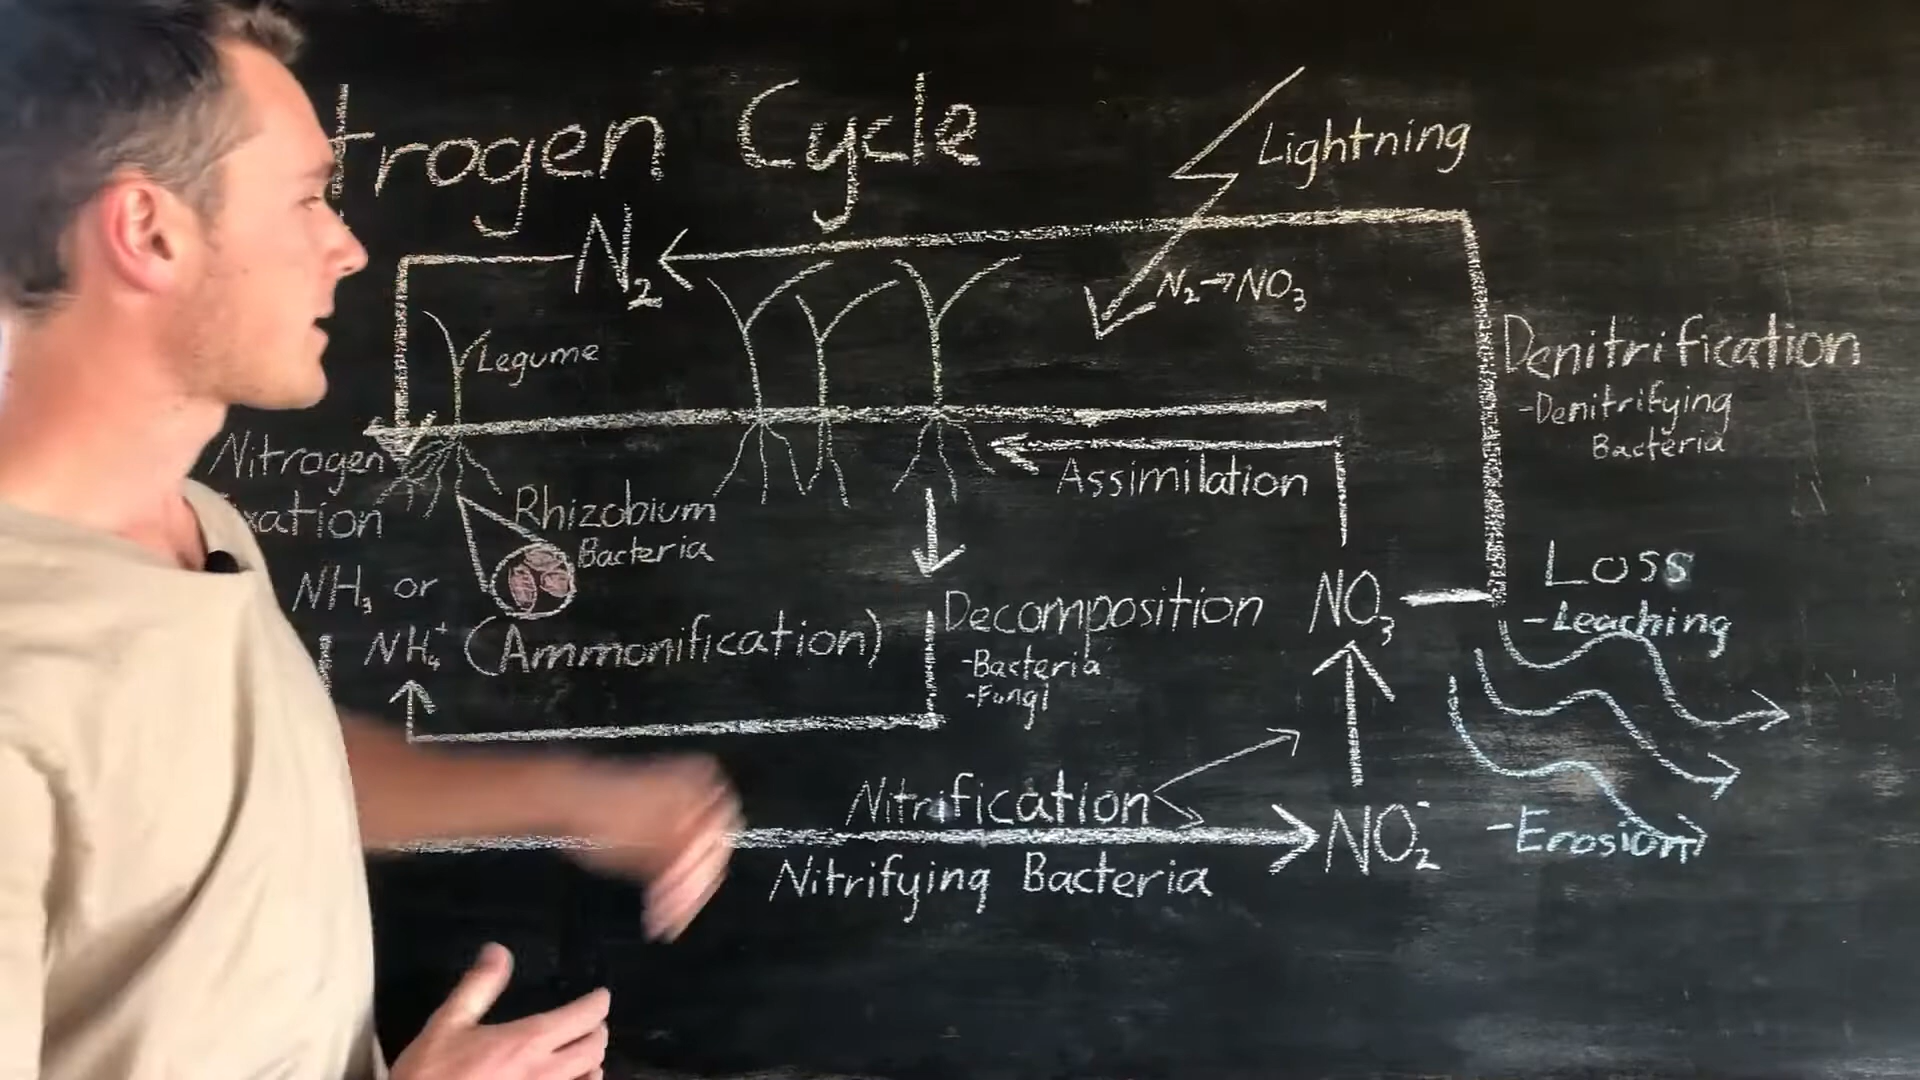 trogen Cycle
Lightning
N₂
N₂→NO₃
Legume
Denitrification
-Denitrifying
Bacteria
Nitrogen
xation
Assimilation
Rhizobium
Bacteria
NH₃ or
NH₄⁺ (Ammonification)
Decomposition
-Bacteria
-Fungi
NO₃
Loss
-Leaching
Nitrification
Nitrifying Bacteria
NO₂⁻
-Erosion